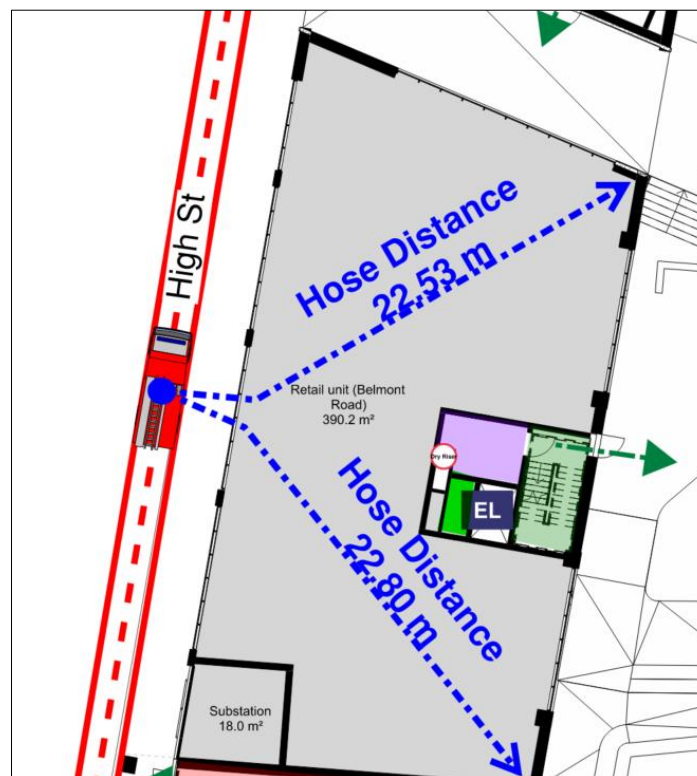 High St
Hose Distance
22.53 m
Retail unit (Belmont
Road)
390.2 m²
Dry Riser
EL
Hose Distance
22.80 m
Substation
18.0 m²